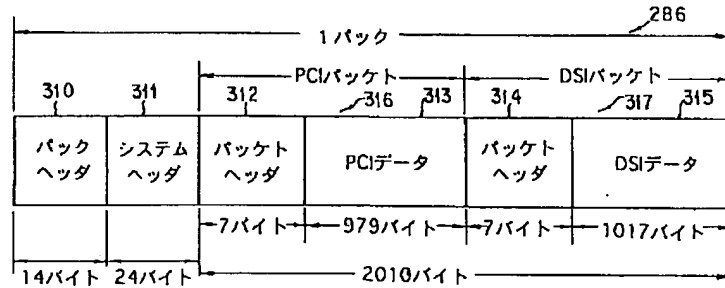 286
1パック
PCIパケット
DSIパケット
310
311
312
316
313
314
317
315
パック
ヘッダ
システム
ヘッダ
パッケト
ヘッダ
PCIデータ
パッケト
ヘッダ
DSIデータ
7バイト
979バイト
7バイト
1017バイト
14バイト
24バイト
2010バイト